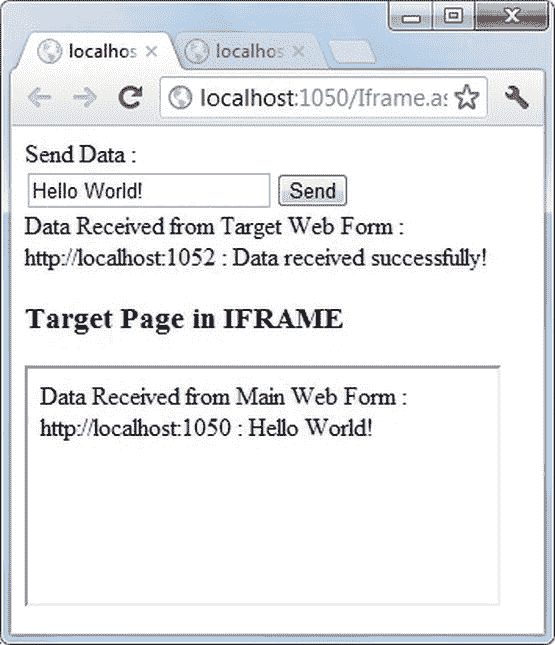 localhos
localhos
localhost:1050/Iframe.as
Send Data :
Hello World!
Send
Data Received from Target Web Form :
http://localhost:1052 : Data received successfully!
Target Page in IFRAME
Data Received from Main Web Form :
http://localhost:1050 : Hello World!